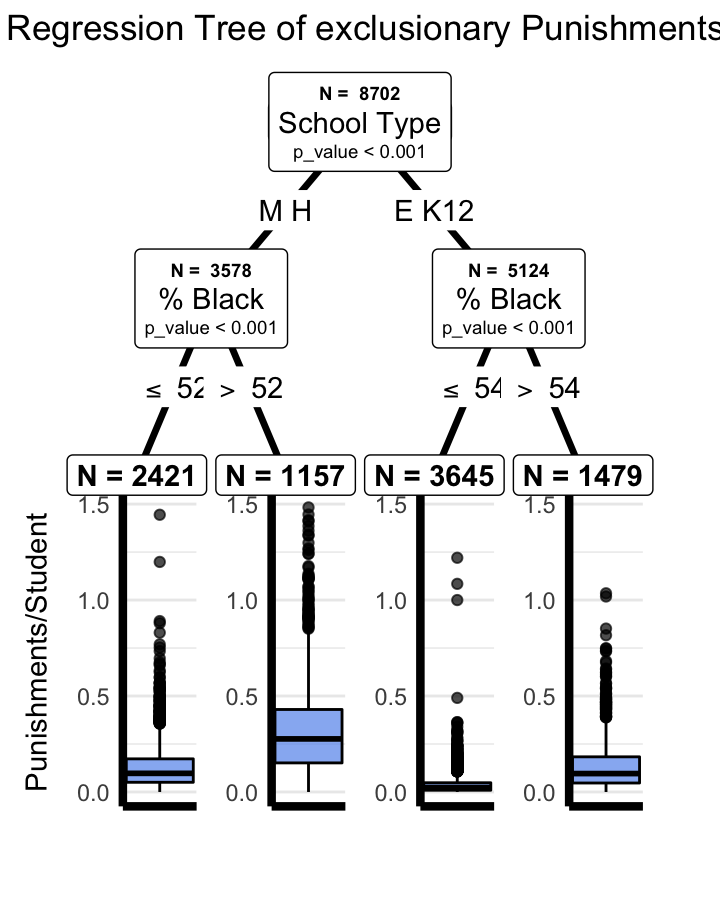 Regression Tree of exclusionary Punishments
N = 8702
School Type
p_value < 0.001
M H
E K12
N = 3578
% Black
p_value < 0.001
N = 5124
% Black
p_value < 0.001
≤ 52
> 52
≤ 54
> 54
N = 2421
N = 1157
N = 3645
N = 1479
Punishments/Student
1.5
1.0
0.5
0.0
1.5
1.0
0.5
0.0
1.5
1.0
0.5
0.0
1.5
1.0
0.5
0.0